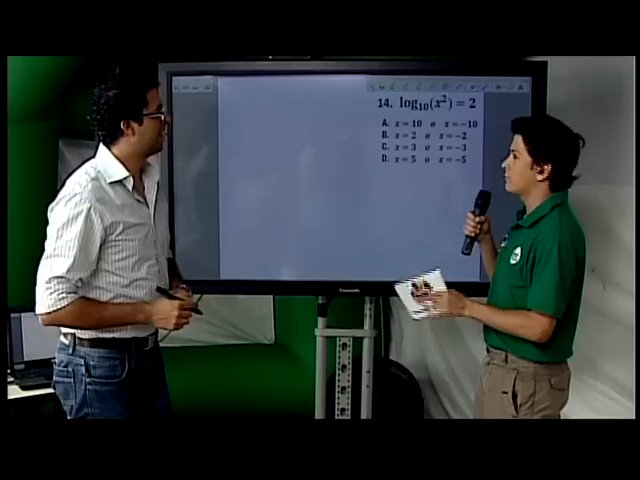 14. log₁₀(x²) = 2
A. x = 10 o x = −10
B. x = 2 o x = −2
C. x = 3 o x = −3
D. x = 5 o x = −5
Panasonic